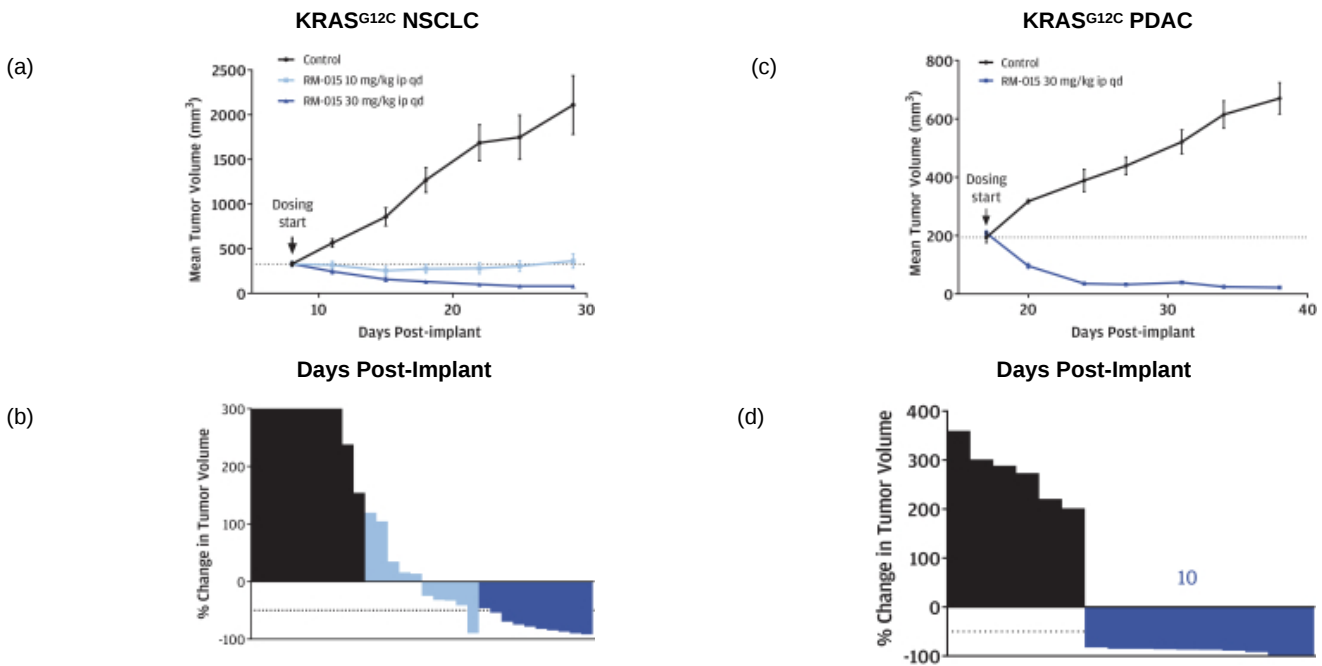 KRASG12C NSCLC
(a)
Control
RM-015 10 mg/kg ip qd
RM-015 30 mg/kg ip qd
Mean Tumor Volume (mm3)
2500
2000
1500
1000
500
0
Dosing
start
10 20 30
Days Post-implant
Days Post-Implant
(b)
% Change in Tumor Volume
300
200
100
0
-100
KRASG12C PDAC
(c)
Control
RM-015 30 mg/kg ip qd
Mean Tumor Volume (mm3)
800
600
400
200
0
Dosing
start
20 30 40
Days Post-implant
Days Post-Implant
(d)
% Change in Tumor Volume
400
300
200
100
0
-100
10